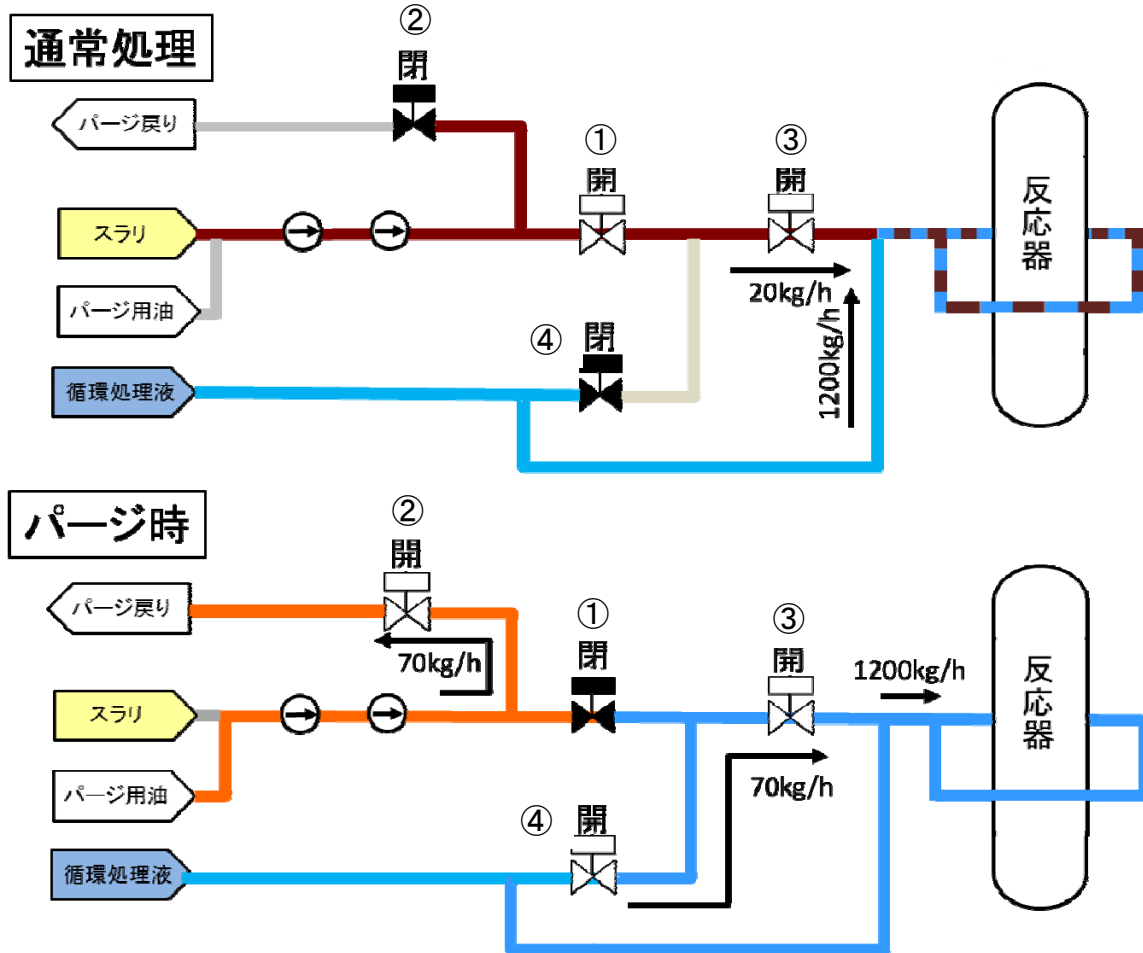 通常処理
②
閉
パージ戻り
①
開
③
開
スラリ
反応器
20kg/h
パージ用油
④
閉
1200kg/h
循環処理液
パージ時
②
開
パージ戻り
①
閉
③
開
1200kg/h
70kg/h
スラリ
反応器
70kg/h
パージ用油
④
開
循環処理液